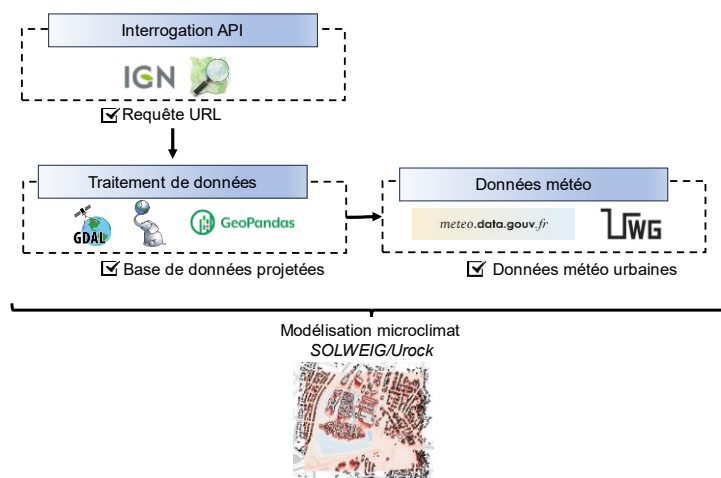 Interrogation API
IGN
Requête URL
Traitement de données
GDAL
GeoPandas
Base de données projetées
Données météo
meteo.data.gouv.fr
UWG
Données météo urbaines
Modélisation microclimat
SOLWEIG/Urock